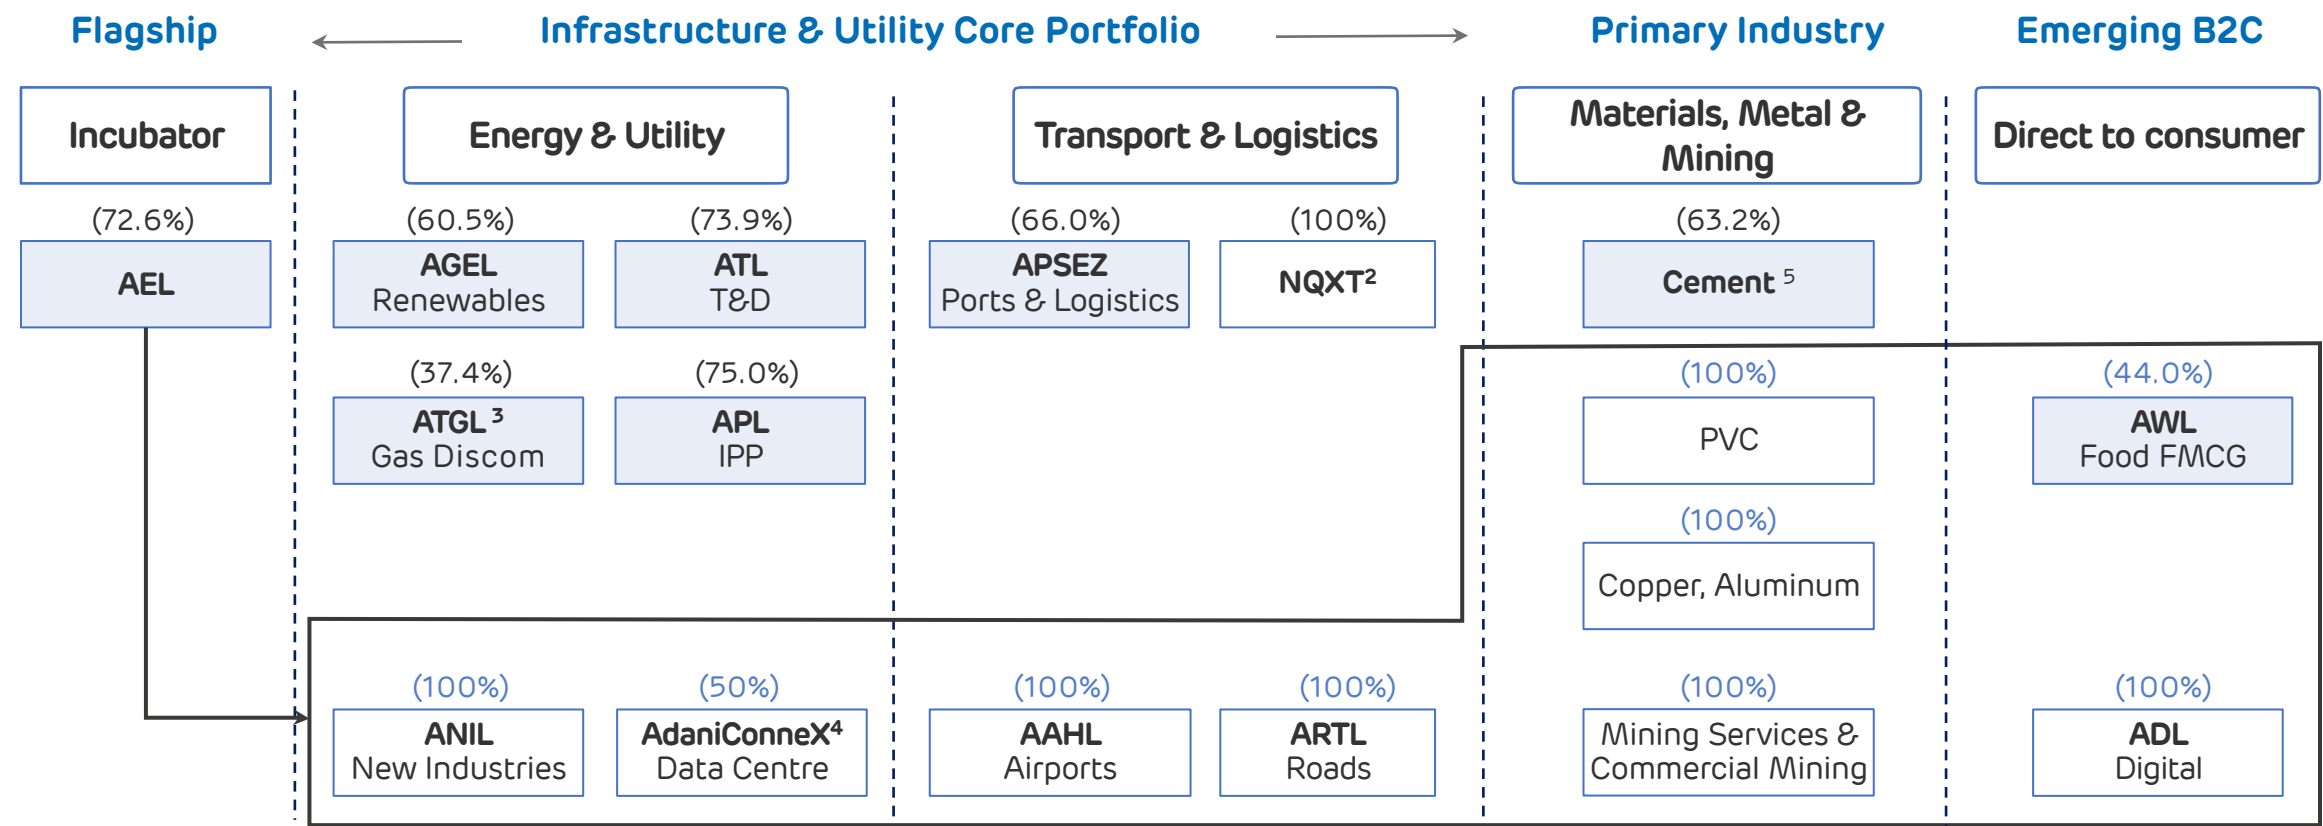 Flagship
Infrastructure & Utility Core Portfolio
Primary Industry
Emerging B2C
Incubator
Energy & Utility
Transport & Logistics
Materials, Metal &
Mining
Direct to consumer
(72.6%)
(60.5%)
(73.9%)
(66.0%)
(100%)
(63.2%)
AEL
AGEL
Renewables
ATL
T&D
APSEZ
Ports & Logistics
NQXT²
Cement ⁵
(37.4%)
(75.0%)
(100%)
(44.0%)
ATGL ³
Gas Discom
APL
IPP
PVC
AWL
Food FMCG
(100%)
Copper, Aluminum
(100%)
(50%)
(100%)
(100%)
(100%)
(100%)
ANIL
New Industries
AdaniConneX⁴
Data Centre
AAHL
Airports
ARTL
Roads
Mining Services &
Commercial Mining
ADL
Digital